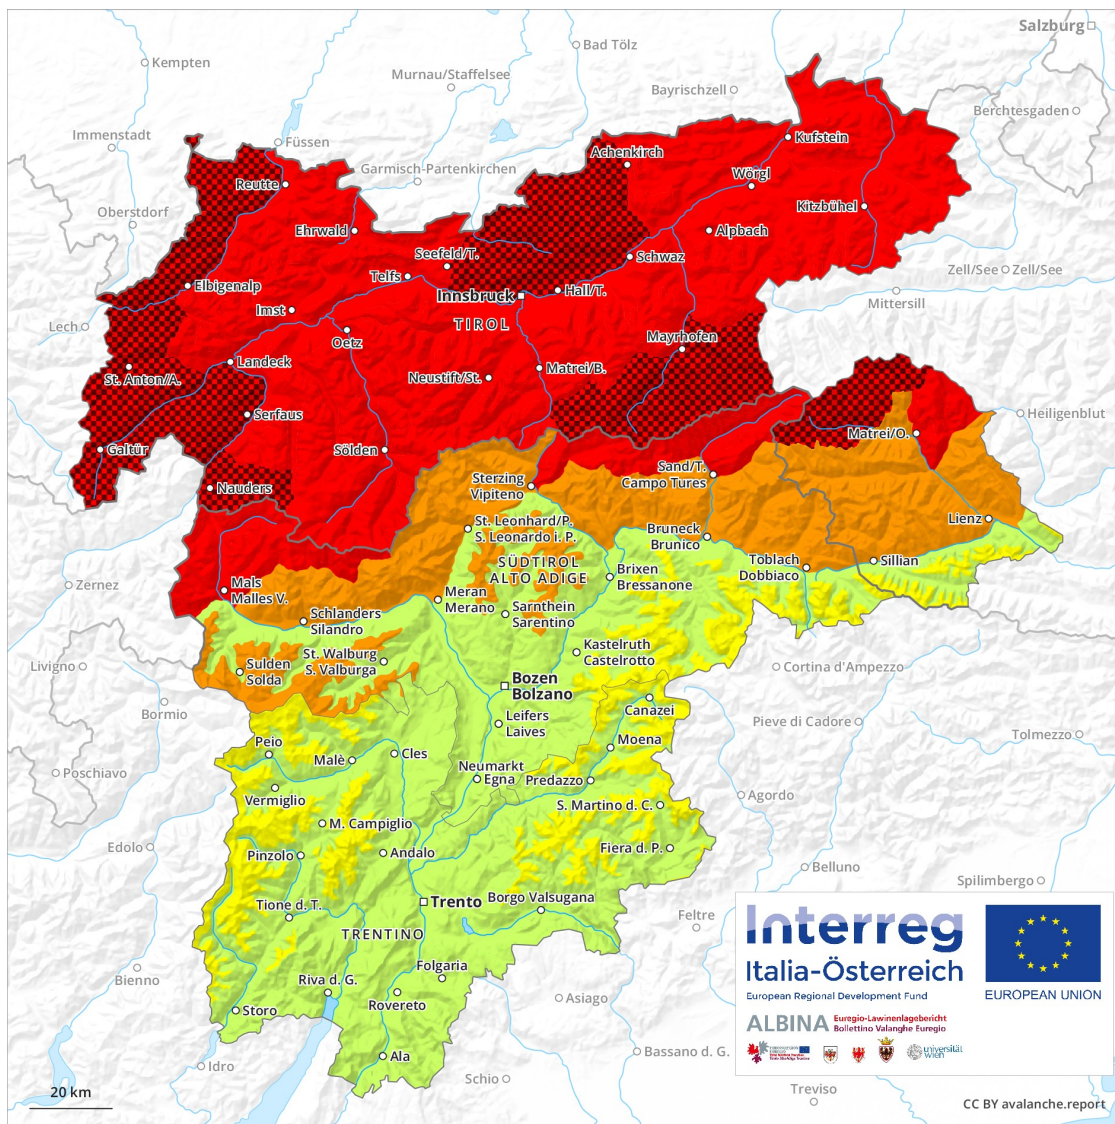 Salzburg
Bad Tölz
Kempten
Murnau/Staffelsee
Bayrischzell
Berchtesgaden
Immenstadt
Füssen
Kufstein
Achenkirch
Garmisch-Partenkirchen
Wörgl
Reutte
Oberstdorf
Kitzbühel
Ehrwald
Alpbach
Seefeld/T.
Schwaz
Telfs
Zell/See
Zell/See
Elbigenalp
Innsbruck
Hall/T.
Mittersill
Imst
TIROL
Lech
Oetz
Mayrhofen
Landeck
Matrei/B.
St. Anton/A.
Neustift/St.
Serfaus
Heiligenblut
Matrei/O.
Galtür
Sölden
Sand/T.
Campo Tures
Sterzing
Vipiteno
Nauders
St. Leonhard/P.
S. Leonardo i. P.
Lienz
Bruneck
Brunico
SÜDTIROL
ALTO ADIGE
Toblach
Dobbiaco
Sillian
Brixen
Bressanone
Zernez
Mals
Malles V.
Meran
Merano
Sarnthein
Sarentino
Schlanders
Silandro
Kastelruth
Castelrotto
St. Walburg
S. Valburga
Livigno
Sulden
Solda
Cortina d'Ampezzo
Bozen
Bolzano
Canazei
Bormio
Leifers
Laives
Pieve di Cadore
Tolmezzo
Moena
Peio
Cles
Malè
Poschiavo
Neumarkt
Egna
Predazzo
Vermiglio
Agordo
S. Martino d. C.
M. Campiglio
Edolo
Pinzolo
Andalo
Fiera d. P.
Belluno
Spilimbergo
Trento
Borgo Valsugana
Tione d. T.
Feltre
TRENTINO
Folgaria
Bienno
Riva d. G.
Rovereto
Asiago
Storo
Ala
Bassano d. G.
Idro
Schio
Treviso
Interreg
Italia-Österreich
European Regional Development Fund
EUROPEAN UNION
ALBINA
Euregio-Lawinenlagebericht
Bollettino Valanghe Euregio
universität
wien
20 km
CC BY avalanche.report